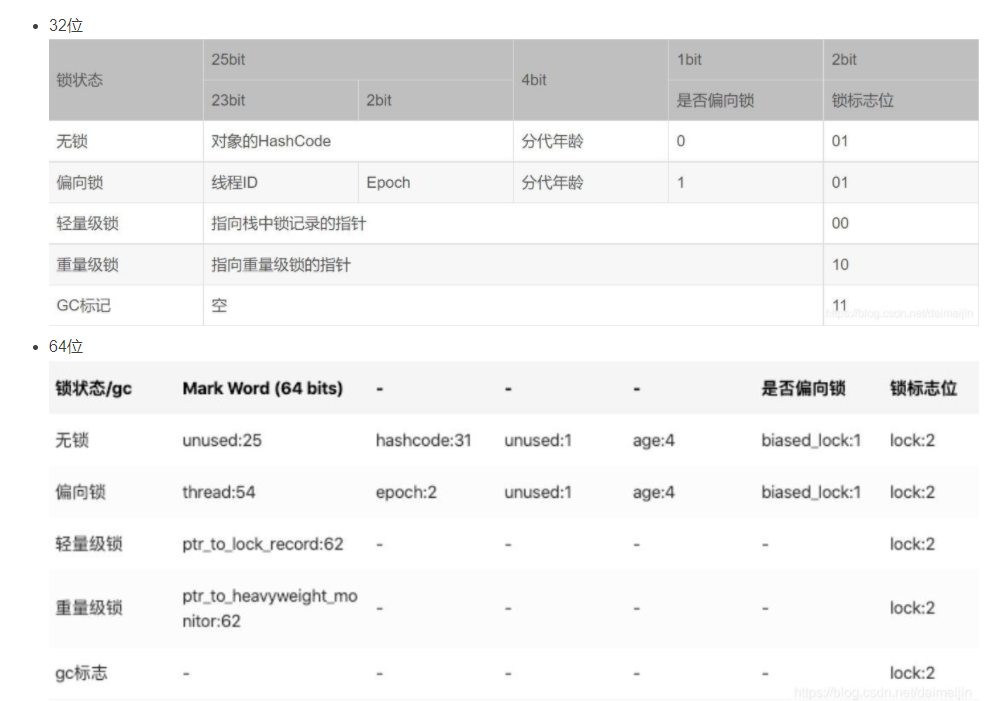 32位
锁状态 25bit 4bit 1bit 2bit
23bit 2bit 是否偏向锁 锁标志位
无锁 对象的HashCode 分代年龄 0 01
偏向锁 线程ID Epoch 分代年龄 1 01
轻量级锁 指向栈中锁记录的指针 00
重量级锁 指向重量级锁的指针 10
GC标记 空 11
https://blog.csdn.net/daimeijin
64位
锁状态/gc Mark Word (64 bits) - - - 是否偏向锁 锁标志位
无锁 unused:25 hashcode:31 unused:1 age:4 biased_lock:1 lock:2
偏向锁 thread:54 epoch:2 unused:1 age:4 biased_lock:1 lock:2
轻量级锁 ptr_to_lock_record:62 - - - - lock:2
重量级锁 ptr_to_heavyweight_mo - - - - lock:2
nitor:62
gc标志 - - - - - lock:2
https://blog.csdn.net/daimeijin